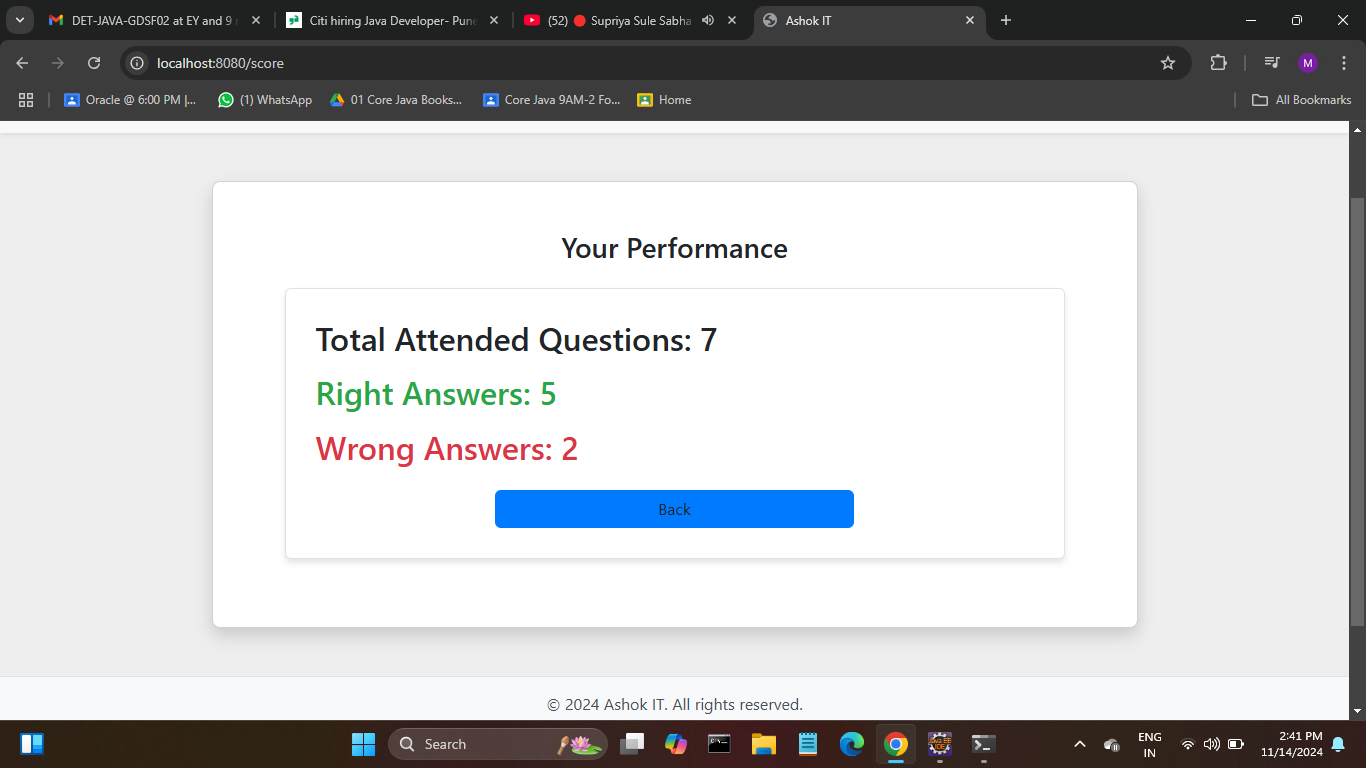 DET-JAVA-GDSF02 at EY and 9
Citi hiring Java Developer- Pune
(52) 🔴 Supriya Sule Sabha
Ashok IT
localhost:8080/score
M
Oracle @ 6:00 PM |...
(1) WhatsApp
01 Core Java Books...
Core Java 9AM-2 Fo...
Home
All Bookmarks
Your Performance
Total Attended Questions: 7
Right Answers: 5
Wrong Answers: 2
Back
© 2024 Ashok IT. All rights reserved.
Search
ENG
IN
2:41 PM
11/14/2024